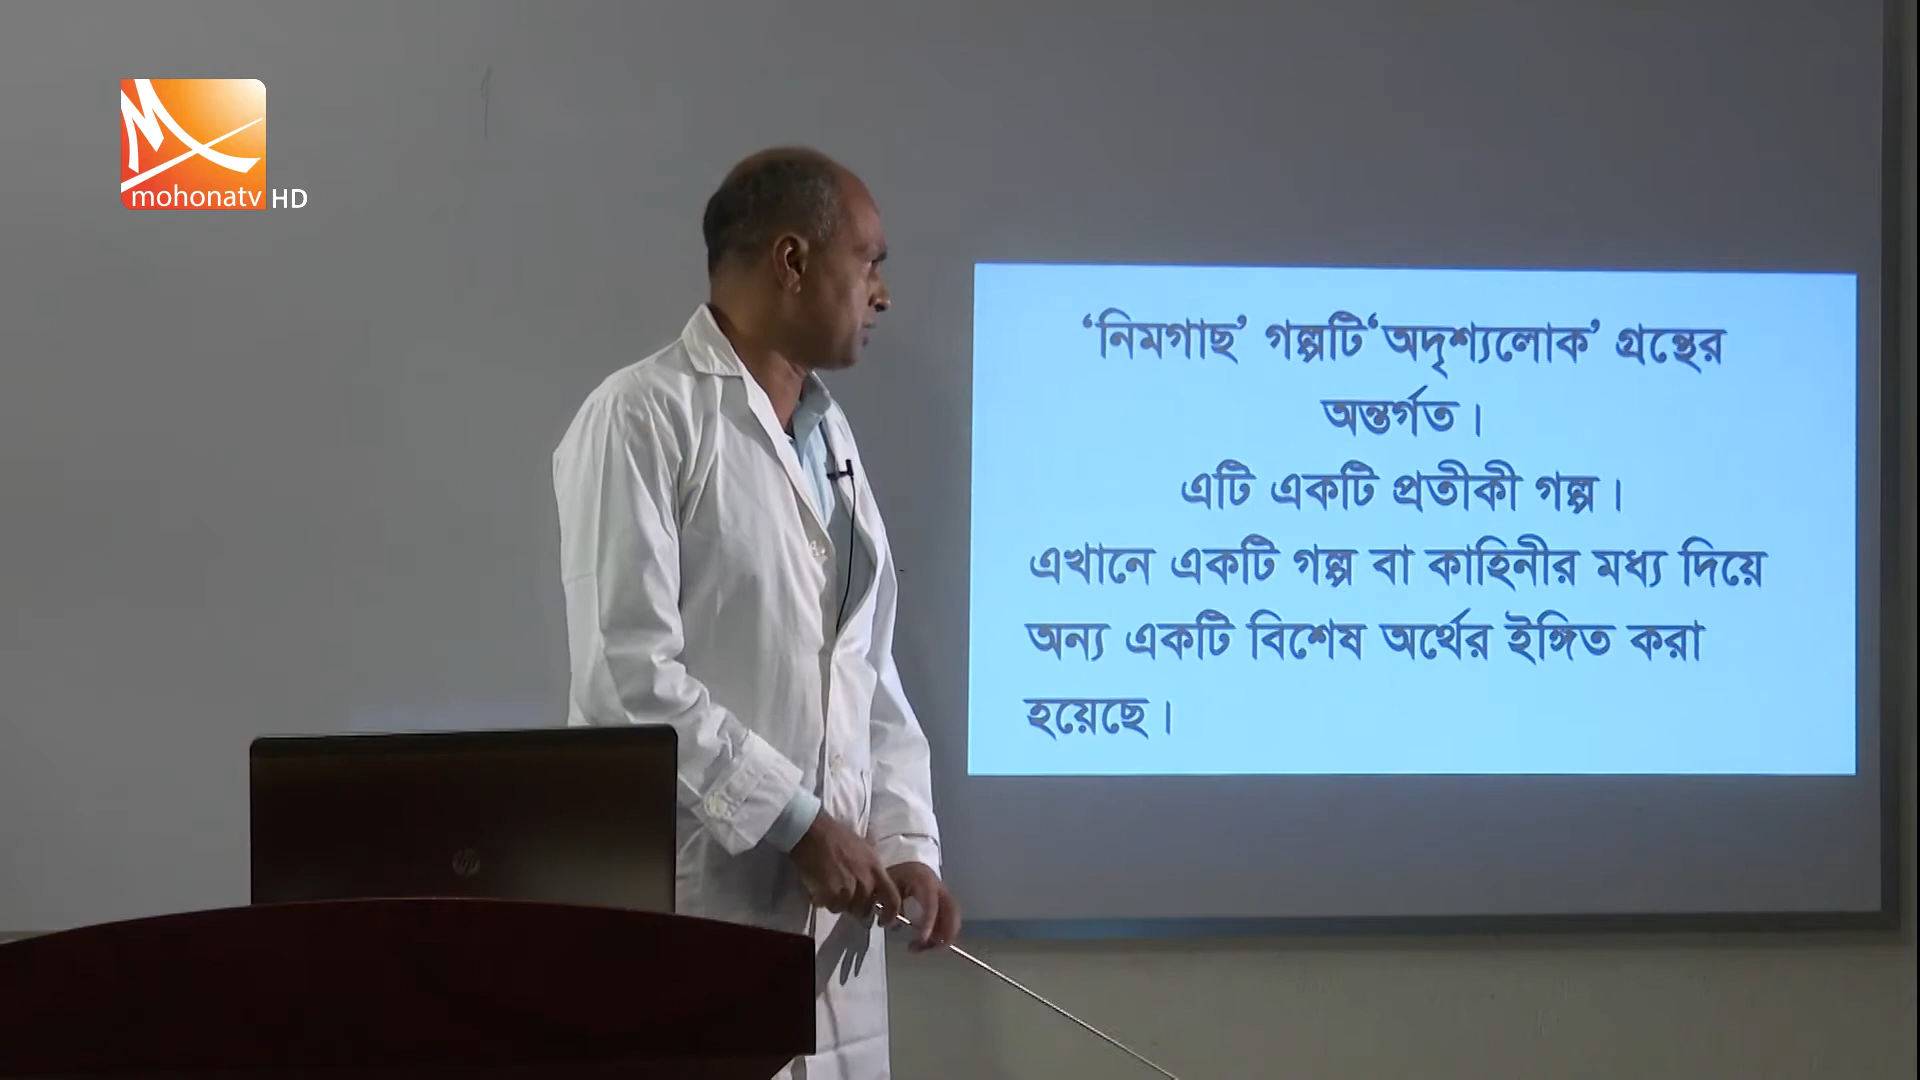 mohonatv HD
‘নিমগাছ’ গল্পটি‘অদৃশ্যলোক’ গ্রন্থের
অন্তর্গত।
এটি একটি প্রতীকী গল্প।
এখানে একটি গল্প বা কাহিনীর মধ্য দিয়ে
অন্য একটি বিশেষ অর্থের ইঙ্গিত করা
হয়েছে।
hp